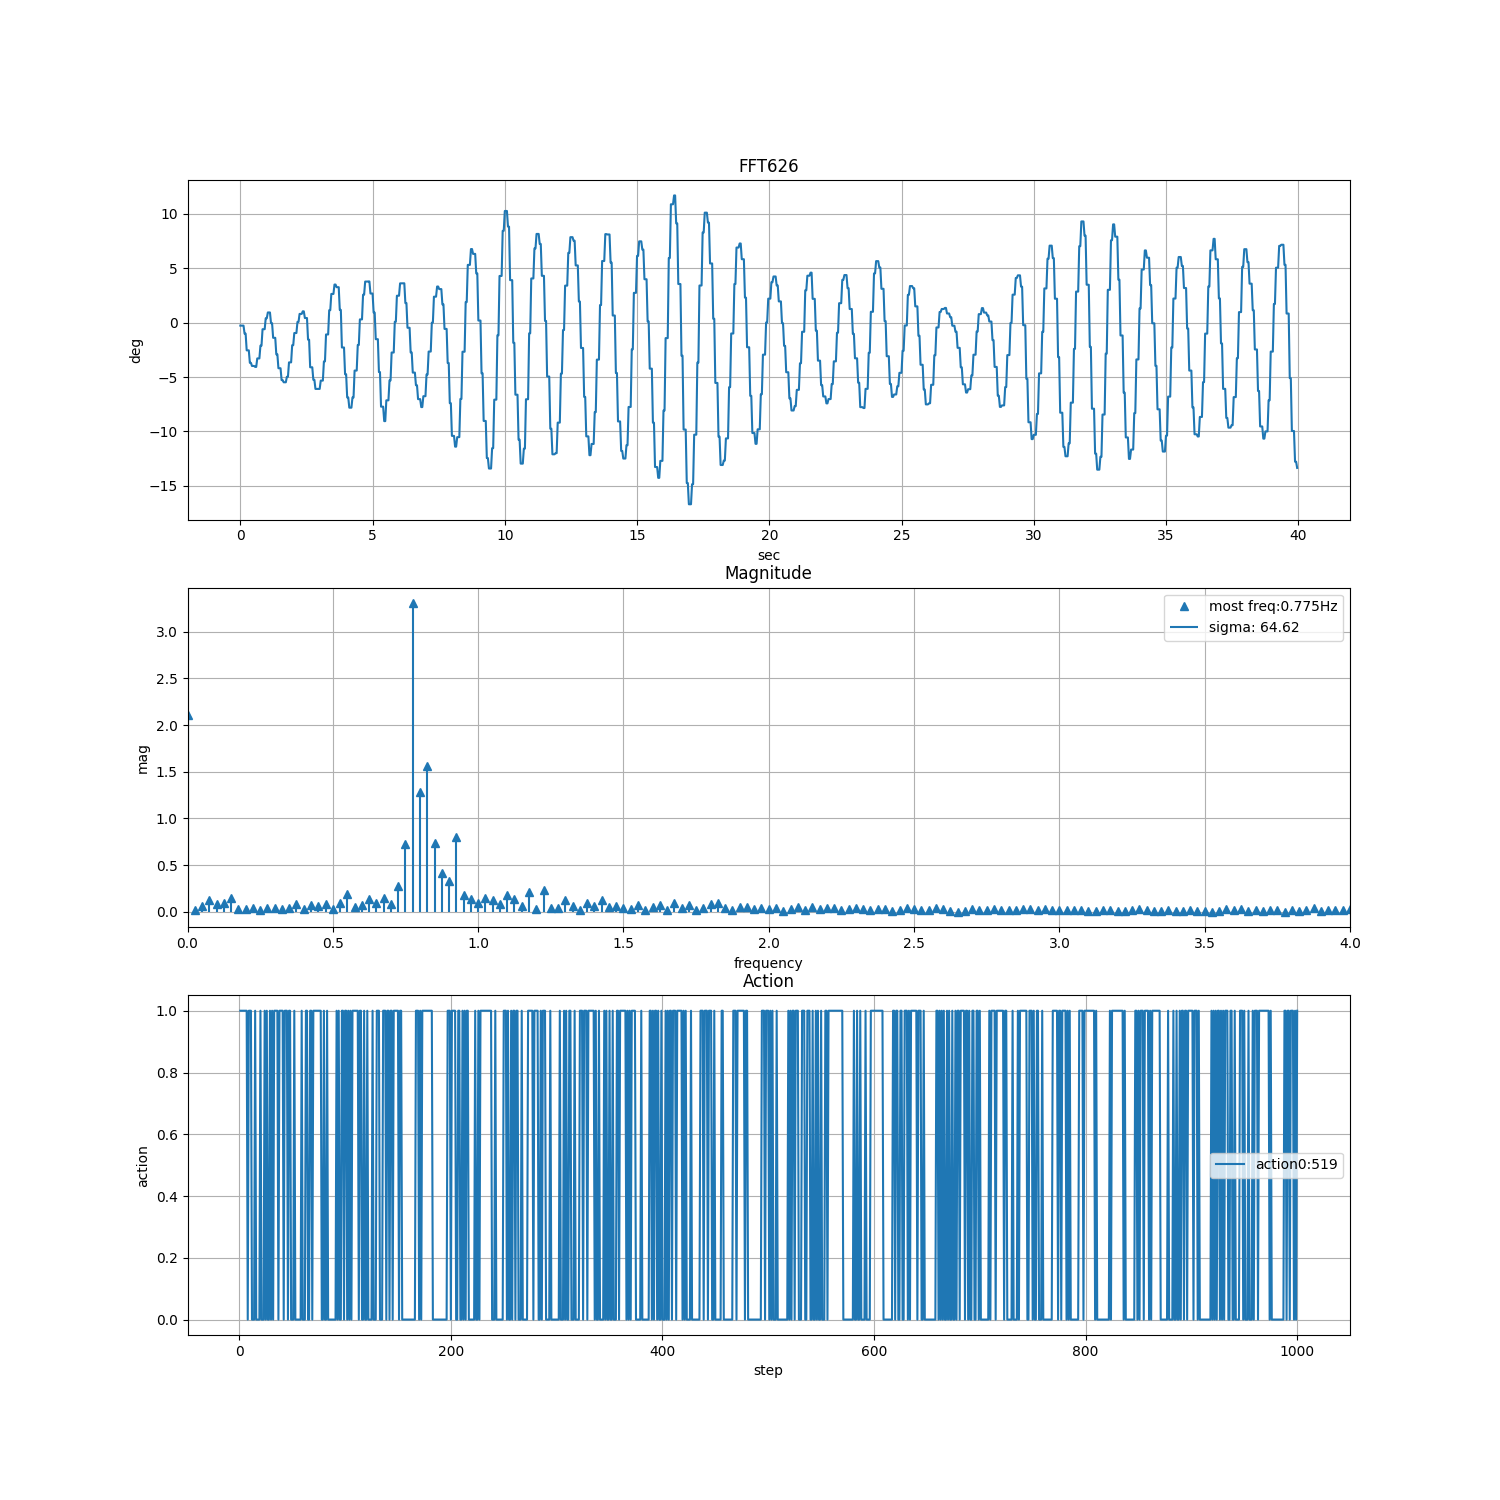 FFT626
10
5
0
−5
−10
−15
deg
0 5 10 15 20 25 30 35 40
sec
Magnitude
most freq:0.775Hz
sigma: 64.62
3.0
2.5
2.0
1.5
1.0
0.5
0.0
mag
0.0 0.5 1.0 1.5 2.0 2.5 3.0 3.5 4.0
frequency
Action
1.0
0.8
0.6
0.4
0.2
0.0
action
action0:519
0 200 400 600 800 1000
step